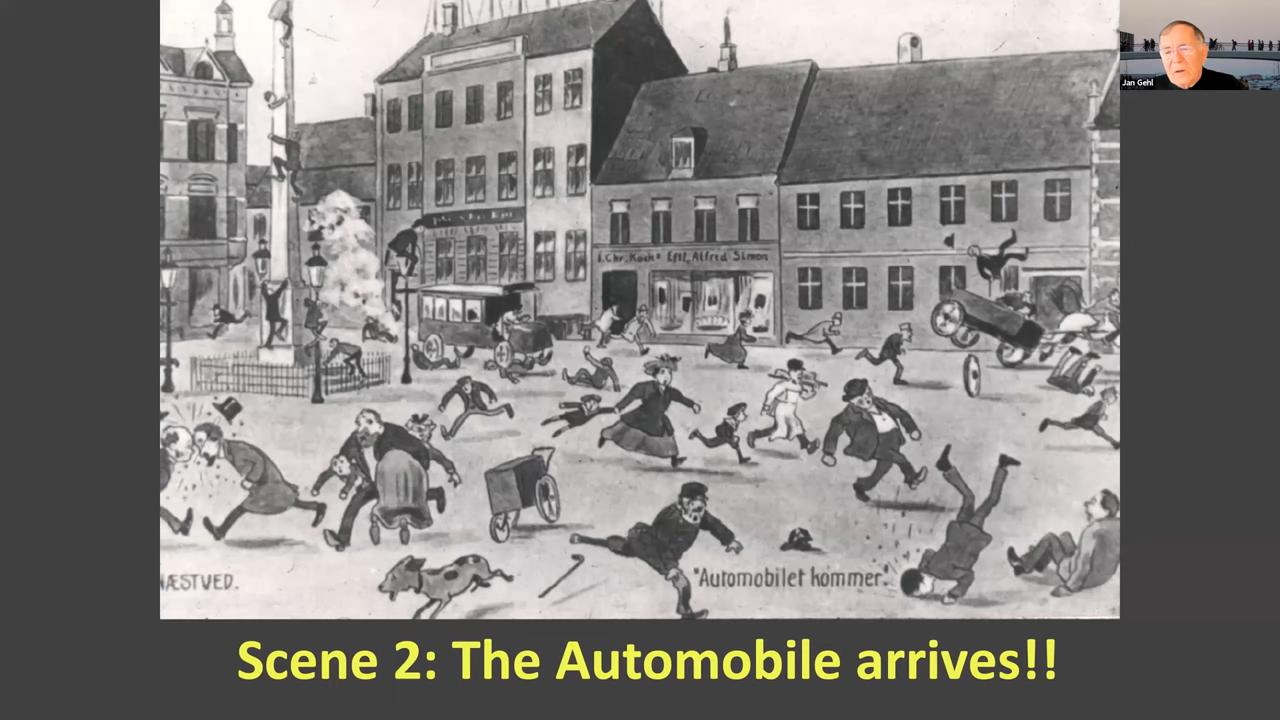 Jan Gehl
I. Chr. Koch's Eftf. Alfred Simon
NÆSTVED.
"Automobilet kommer."
Scene 2: The Automobile arrives!!